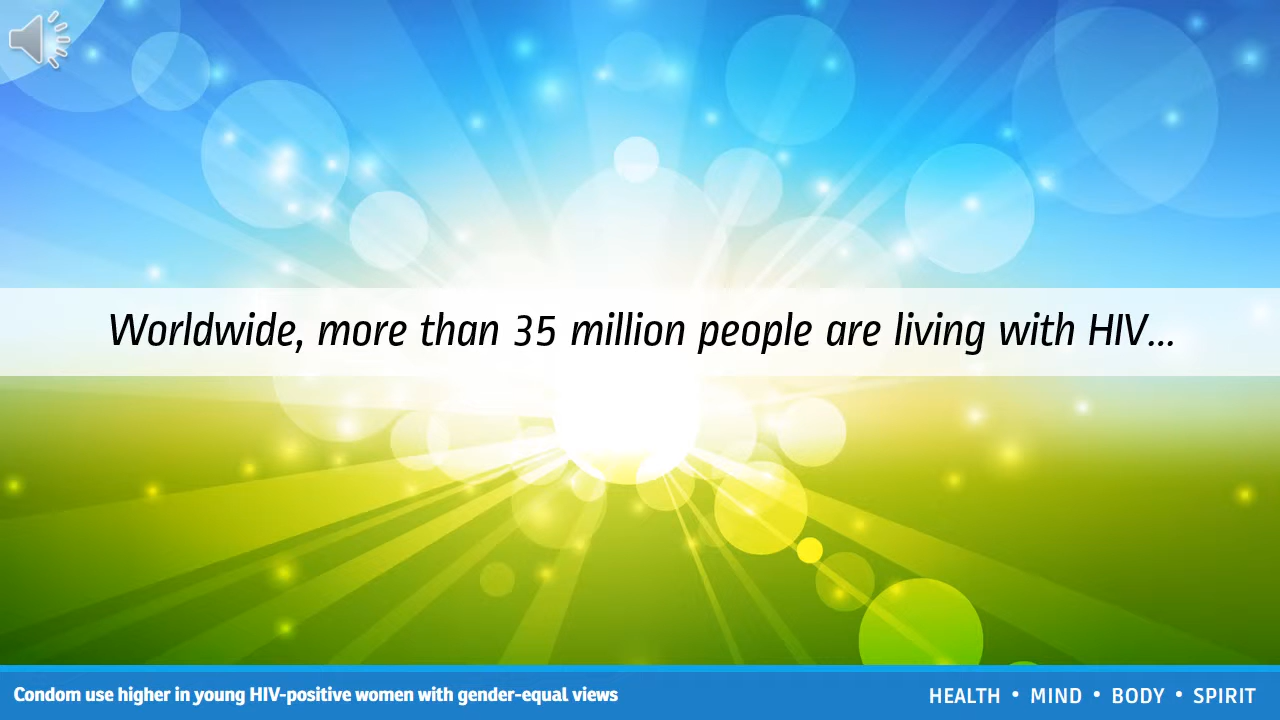 Worldwide, more than 35 million people are living with HIV...
Condom use higher in young HIV-positive women with gender-equal views
HEALTH • MIND • BODY • SPIRIT